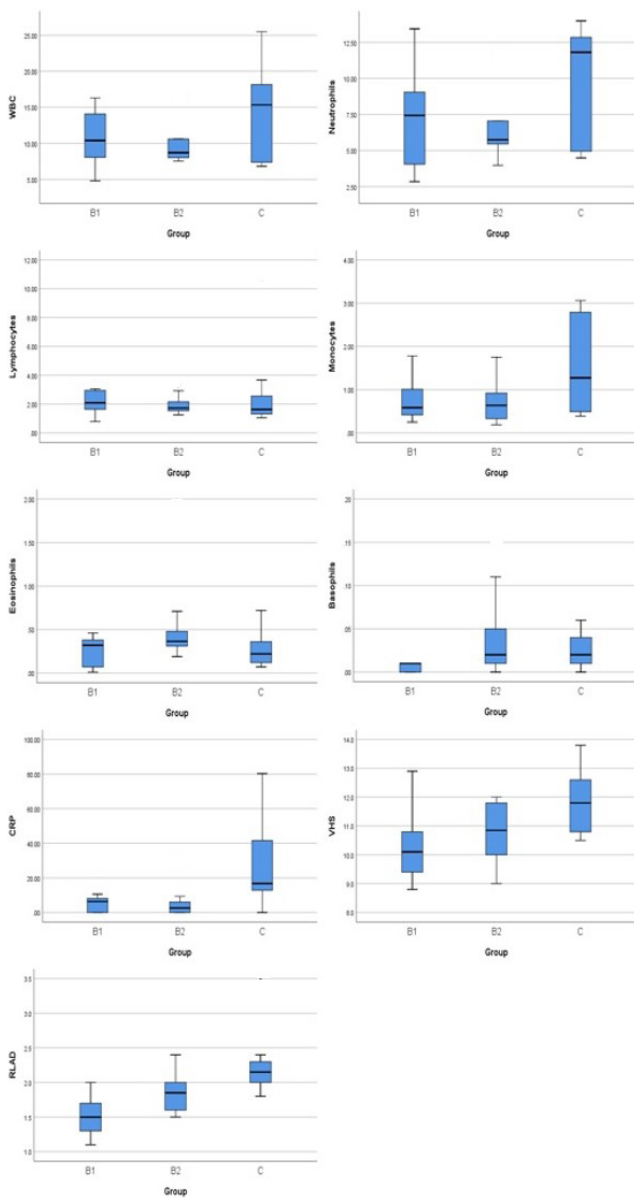 WBC
25.00
20.00
15.00
10.00
5.00
B1 B2 C
Group
Neutrophils
12.50
10.00
7.50
5.00
2.50
B1 B2 C
Group
Lymphocytes
12.00
10.00
8.00
6.00
4.00
2.00
.00
B1 B2 C
Group
Monocytes
4.00
3.00
2.00
1.00
.00
B1 B2 C
Group
Eosinophils
2.00
1.50
1.00
.50
.00
B1 B2 C
Group
Basophils
.20
.15
.10
.05
.00
B1 B2 C
Group
CRP
100.00
80.00
60.00
40.00
20.00
.00
B1 B2 C
Group
VHS
14.0
13.0
12.0
11.0
10.0
9.0
8.0
B1 B2 C
Group
RLAD
3.5
3.0
2.5
2.0
1.5
1.0
B1 B2 C
Group